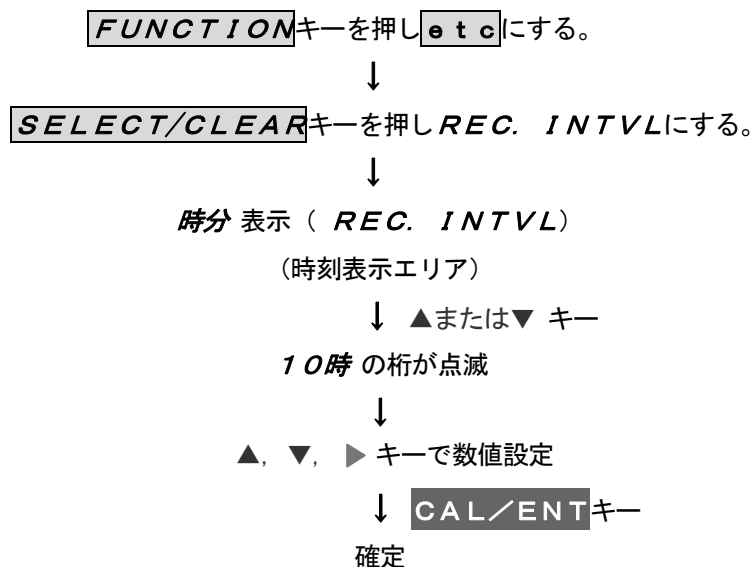 ＦＵＮＣＴＩＯＮキーを押しｅｔｃにする。
↓
ＳＥＬＥＣＴ/ＣＬＥＡＲキーを押しＲＥＣ．ＩＮＴＶＬにする。
↓
時分 表示（ ＲＥＣ．ＩＮＴＶＬ）
（時刻表示エリア）
↓ ▲または▼ キー
１０時 の桁が点滅
↓
▲，▼，▶ キーで数値設定
↓ ＣＡＬ／ＥＮＴキー
確定